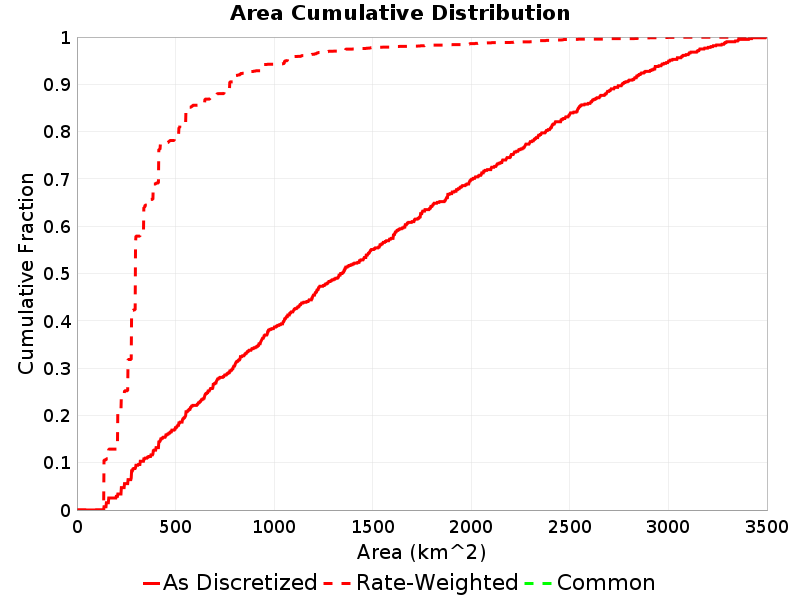 Area Cumulative Distribution
1
0.9
0.8
0.7
0.6
0.5
0.4
0.3
0.2
0.1
0
Cumulative Fraction
0 500 1000 1500 2000 2500 3000 3500
Area (km^2)
As Discretized Rate-Weighted Common